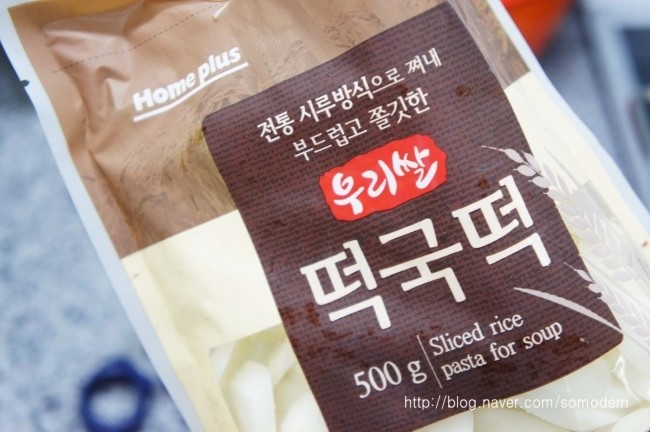 Home plus
전통 시루방식으로 쪄내
부드럽고 쫄깃한
우리쌀
떡국떡
500 g
Sliced rice
pasta for soup
http://blog.naver.com/somodern